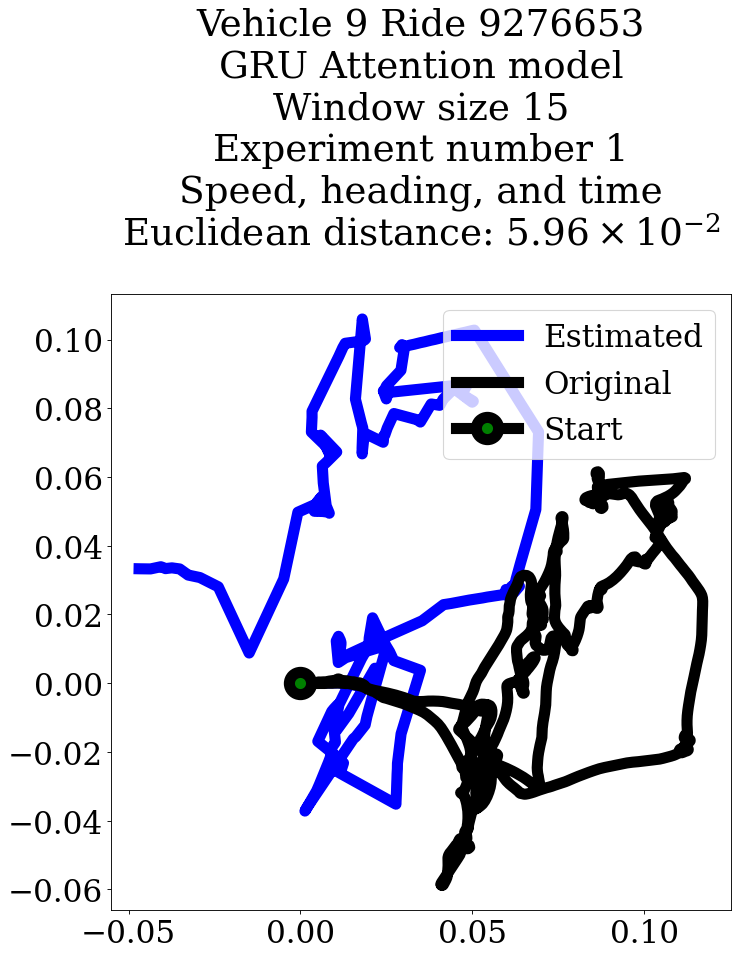 Vehicle 9 Ride 9276653
GRU Attention model
Window size 15
Experiment number 1
Speed, heading, and time
Euclidean distance: 5.96 × 10⁻²
Estimated
Original
Start
0.10
0.08
0.06
0.04
0.02
0.00
−0.02
−0.04
−0.06
−0.05 0.00 0.05 0.10